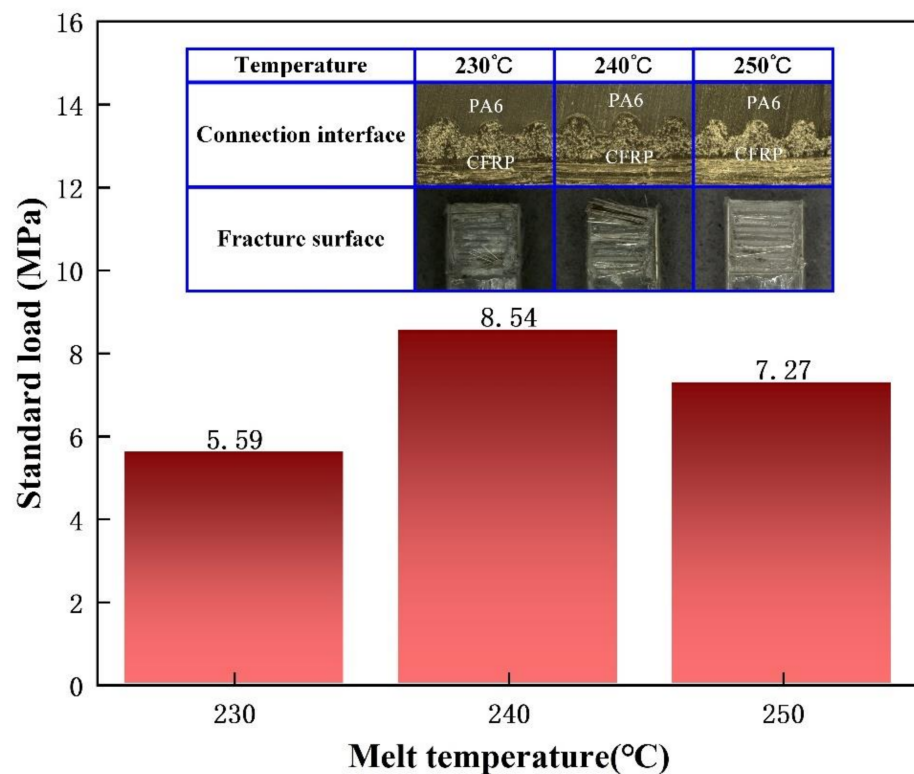 16
14
12
10
8
6
4
2
0
Standard load (MPa)
Temperature 230℃ 240℃ 250℃
Connection interface
PA6 PA6 PA6
CFRP CFRP CFRP
Fracture surface
5.59
8.54
7.27
230 240 250
Melt temperature(℃)